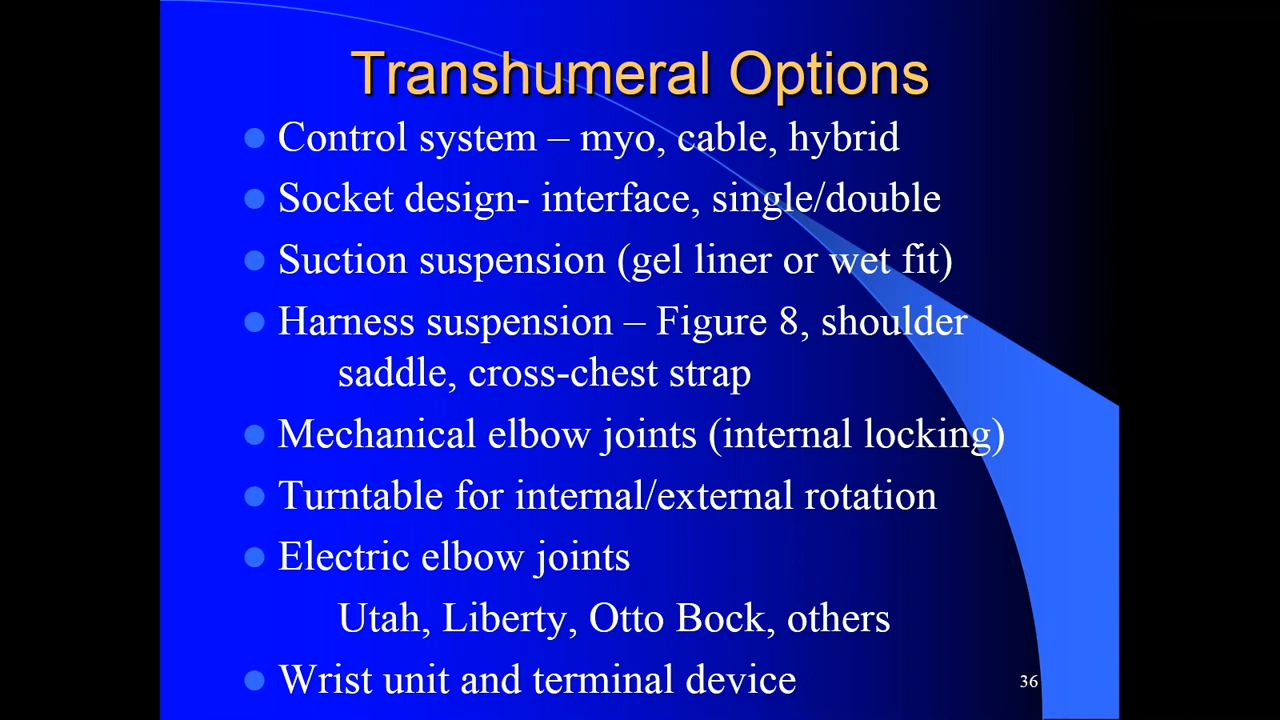 Transhumeral Options
Control system – myo, cable, hybrid
Socket design- interface, single/double
Suction suspension (gel liner or wet fit)
Harness suspension – Figure 8, shoulder
saddle, cross-chest strap
Mechanical elbow joints (internal locking)
Turntable for internal/external rotation
Electric elbow joints
Utah, Liberty, Otto Bock, others
Wrist unit and terminal device
36